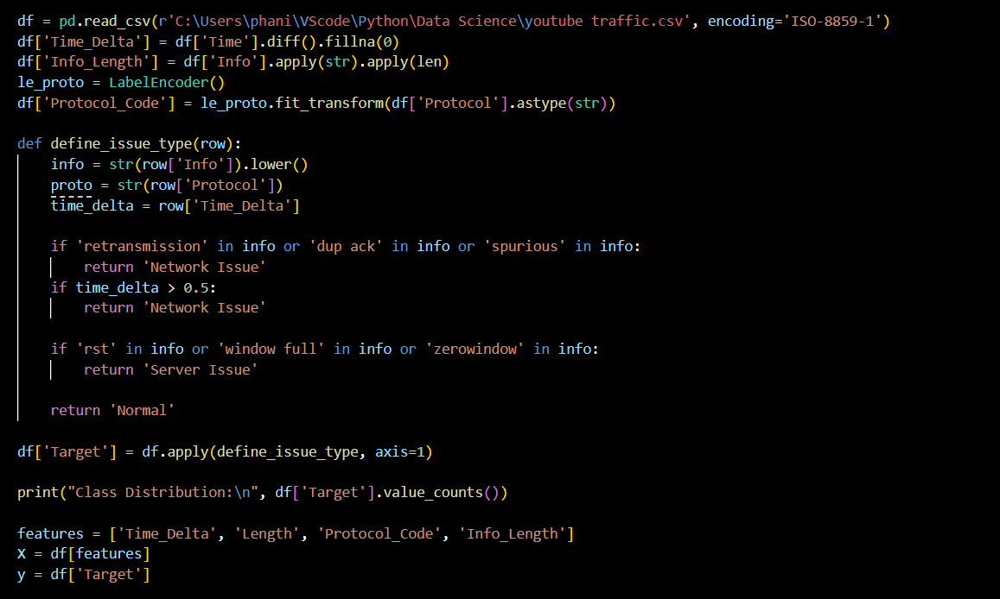 df = pd.read_csv(r'C:\Users\phani\VScode\Python\Data Science\youtube traffic.csv', encoding='ISO-8859-1')
df['Time_Delta'] = df['Time'].diff().fillna(0)
df['Info_Length'] = df['Info'].apply(str).apply(len)
le_proto = LabelEncoder()
df['Protocol_Code'] = le_proto.fit_transform(df['Protocol'].astype(str))

def define_issue_type(row):
    info = str(row['Info']).lower()
    proto = str(row['Protocol'])
    time_delta = row['Time_Delta']

    if 'retransmission' in info or 'dup ack' in info or 'spurious' in info:
        return 'Network Issue'
    if time_delta > 0.5:
        return 'Network Issue'

    if 'rst' in info or 'window full' in info or 'zerowindow' in info:
        return 'Server Issue'

    return 'Normal'

df['Target'] = df.apply(define_issue_type, axis=1)

print("Class Distribution:\n", df['Target'].value_counts())

features = ['Time_Delta', 'Length', 'Protocol_Code', 'Info_Length']
X = df[features]
y = df['Target']